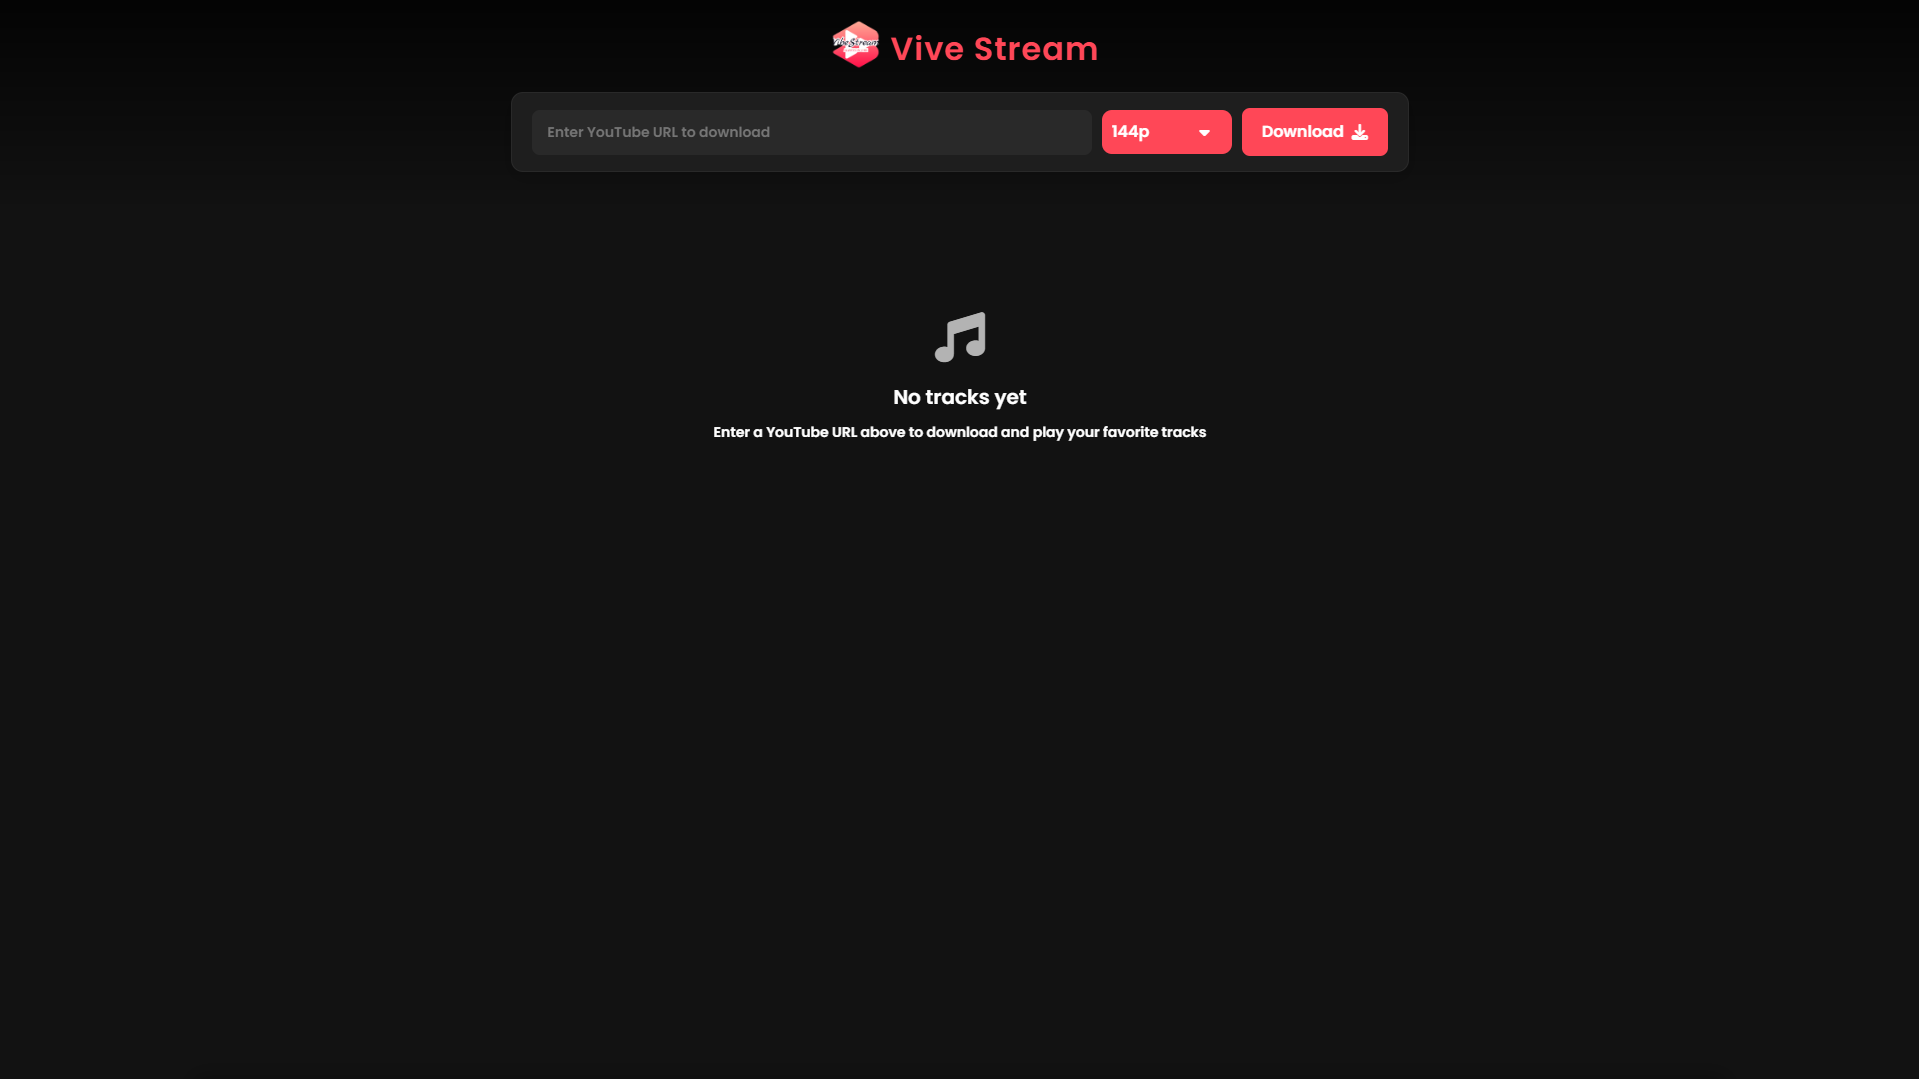 Vive Stream
Enter YouTube URL to download
144p
Download
No tracks yet
Enter a YouTube URL above to download and play your favorite tracks